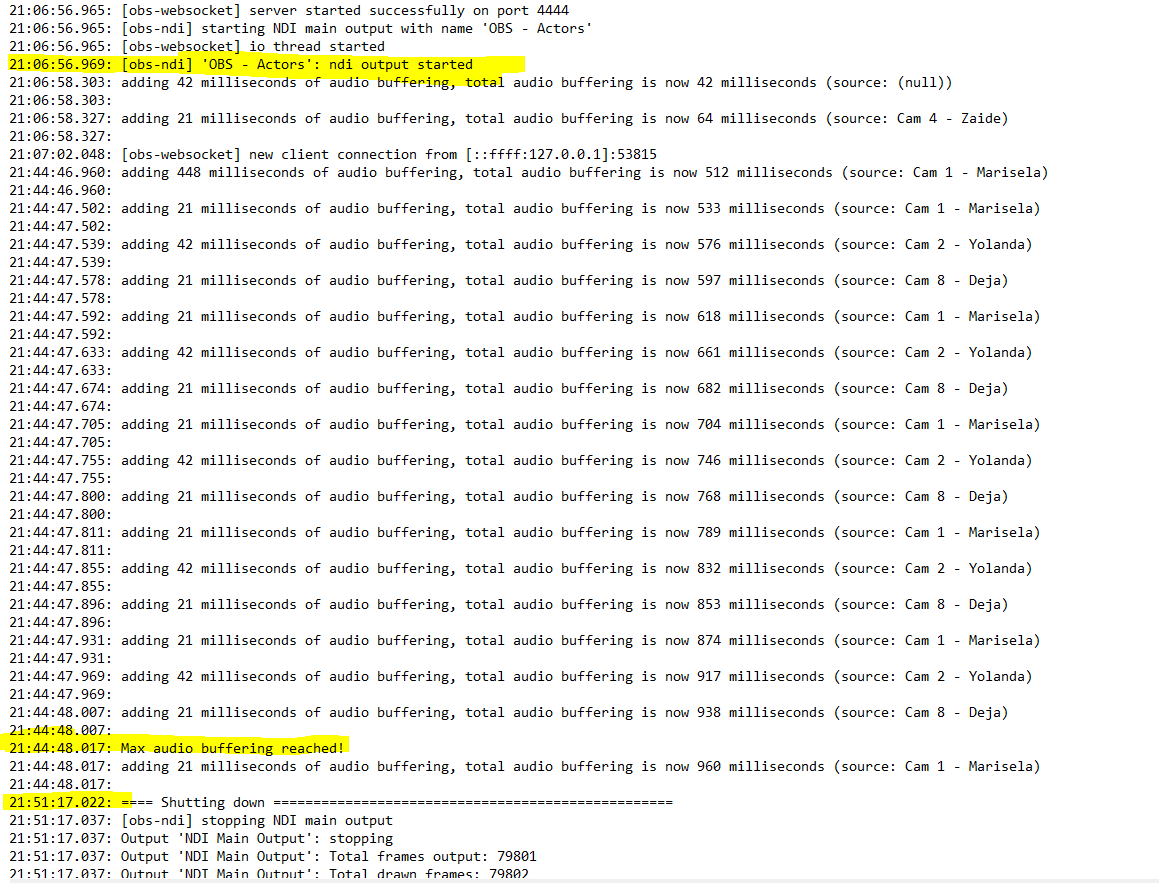 21:06:56.965: [obs-websocket] server started successfully on port 4444
21:06:56.965: [obs-ndi] starting NDI main output with name 'OBS - Actors'
21:06:56.965: [obs-websocket] io thread started
21:06:56.969: [obs-ndi] 'OBS - Actors': ndi output started
21:06:58.303: adding 42 milliseconds of audio buffering, total audio buffering is now 42 milliseconds (source: (null))
21:06:58.303:
21:06:58.327: adding 21 milliseconds of audio buffering, total audio buffering is now 64 milliseconds (source: Cam 4 - Zaide)
21:06:58.327:
21:07:02.048: [obs-websocket] new client connection from [::ffff:127.0.0.1]:53815
21:44:46.960: adding 448 milliseconds of audio buffering, total audio buffering is now 512 milliseconds (source: Cam 1 - Marisela)
21:44:46.960:
21:44:47.502: adding 21 milliseconds of audio buffering, total audio buffering is now 533 milliseconds (source: Cam 1 - Marisela)
21:44:47.502:
21:44:47.539: adding 42 milliseconds of audio buffering, total audio buffering is now 576 milliseconds (source: Cam 2 - Yolanda)
21:44:47.539:
21:44:47.578: adding 21 milliseconds of audio buffering, total audio buffering is now 597 milliseconds (source: Cam 8 - Deja)
21:44:47.578:
21:44:47.592: adding 21 milliseconds of audio buffering, total audio buffering is now 618 milliseconds (source: Cam 1 - Marisela)
21:44:47.592:
21:44:47.633: adding 42 milliseconds of audio buffering, total audio buffering is now 661 milliseconds (source: Cam 2 - Yolanda)
21:44:47.633:
21:44:47.674: adding 21 milliseconds of audio buffering, total audio buffering is now 682 milliseconds (source: Cam 8 - Deja)
21:44:47.674:
21:44:47.705: adding 21 milliseconds of audio buffering, total audio buffering is now 704 milliseconds (source: Cam 1 - Marisela)
21:44:47.705:
21:44:47.755: adding 42 milliseconds of audio buffering, total audio buffering is now 746 milliseconds (source: Cam 2 - Yolanda)
21:44:47.755:
21:44:47.800: adding 21 milliseconds of audio buffering, total audio buffering is now 768 milliseconds (source: Cam 8 - Deja)
21:44:47.800:
21:44:47.811: adding 21 milliseconds of audio buffering, total audio buffering is now 789 milliseconds (source: Cam 1 - Marisela)
21:44:47.811:
21:44:47.855: adding 42 milliseconds of audio buffering, total audio buffering is now 832 milliseconds (source: Cam 2 - Yolanda)
21:44:47.855:
21:44:47.896: adding 21 milliseconds of audio buffering, total audio buffering is now 853 milliseconds (source: Cam 8 - Deja)
21:44:47.896:
21:44:47.931: adding 21 milliseconds of audio buffering, total audio buffering is now 874 milliseconds (source: Cam 1 - Marisela)
21:44:47.931:
21:44:47.969: adding 42 milliseconds of audio buffering, total audio buffering is now 917 milliseconds (source: Cam 2 - Yolanda)
21:44:47.969:
21:44:48.007: adding 21 milliseconds of audio buffering, total audio buffering is now 938 milliseconds (source: Cam 8 - Deja)
21:44:48.007:
21:44:48.017: Max audio buffering reached!
21:44:48.017: adding 21 milliseconds of audio buffering, total audio buffering is now 960 milliseconds (source: Cam 1 - Marisela)
21:44:48.017:
21:51:17.022: ==== Shutting down ==================================================
21:51:17.037: [obs-ndi] stopping NDI main output
21:51:17.037: Output 'NDI Main Output': stopping
21:51:17.037: Output 'NDI Main Output': Total frames output: 79801
21:51:17.037: Output 'NDI Main Output': Total drawn frames: 79802